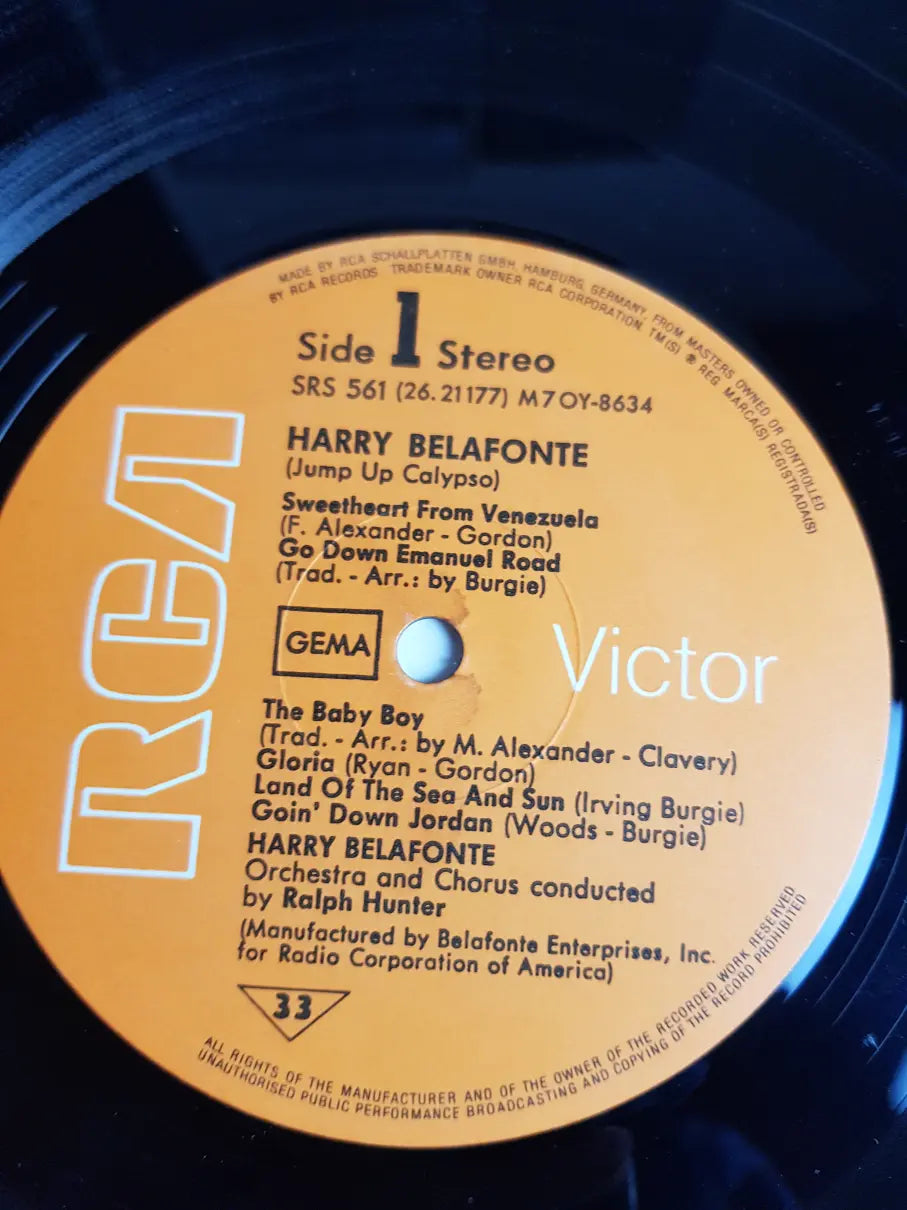 MADE BY RCA SCHALLPLATTEN GMBH, HAMBURG, GERMANY, FROM MASTERS OWNED OR CONTROLLED
BY RCA RECORDS TRADEMARK OWNER RCA CORPORATION. TM(S) ® REG MARCA(S) REGISTRADA(S)
Side 1 Stereo
SRS 561 (26.21177) M7OY-8634
HARRY BELAFONTE
(Jump Up Calypso)
Sweetheart From Venezuela
(F. Alexander - Gordon)
Go Down Emanuel Road
(Trad. - Arr.: by Burgie)
GEMA
RCA
Victor
The Baby Boy
(Trad. - Arr.: by M. Alexander - Clavery)
Gloria (Ryan - Gordon)
Land Of The Sea And Sun (Irving Burgie)
Goin' Down Jordan (Woods - Burgie)
HARRY BELAFONTE
Orchestra and Chorus conducted
by Ralph Hunter
(Manufactured by Belafonte Enterprises, Inc.
for Radio Corporation of America)
33
ALL RIGHTS OF THE MANUFACTURER AND OF THE OWNER OF THE RECORDED WORK RESERVED
UNAUTHORISED PUBLIC PERFORMANCE BROADCASTING AND COPYING OF THE RECORD PROHIBITED